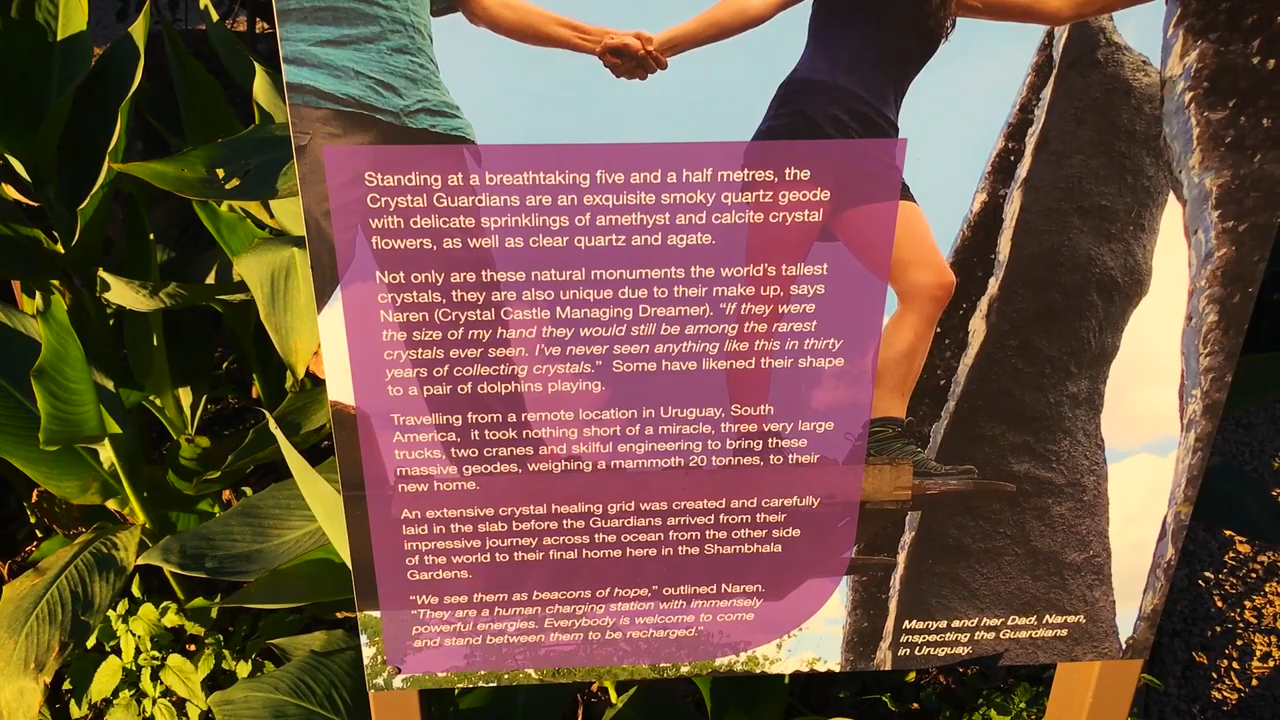 Standing at a breathtaking five and a half metres, the
Crystal Guardians are an exquisite smoky quartz geode
with delicate sprinklings of amethyst and calcite crystal
flowers, as well as clear quartz and agate.
Not only are these natural monuments the world's tallest
crystals, they are also unique due to their make up, says
Naren (Crystal Castle Managing Dreamer). "If they were
the size of my hand they would still be among the rarest
crystals ever seen. I've never seen anything like this in thirty
years of collecting crystals." Some have likened their shape
to a pair of dolphins playing.
Travelling from a remote location in Uruguay, South
America, it took nothing short of a miracle, three very large
trucks, two cranes and skilful engineering to bring these
massive geodes, weighing a mammoth 20 tonnes, to their
new home.
An extensive crystal healing grid was created and carefully
laid in the slab before the Guardians arrived from their
impressive journey across the ocean from the other side
of the world to their final home here in the Shambhala
Gardens.
"We see them as beacons of hope," outlined Naren.
"They are a human charging station with immensely
powerful energies. Everybody is welcome to come
and stand between them to be recharged."
Manya and her Dad, Naren,
inspecting the Guardians
in Uruguay.